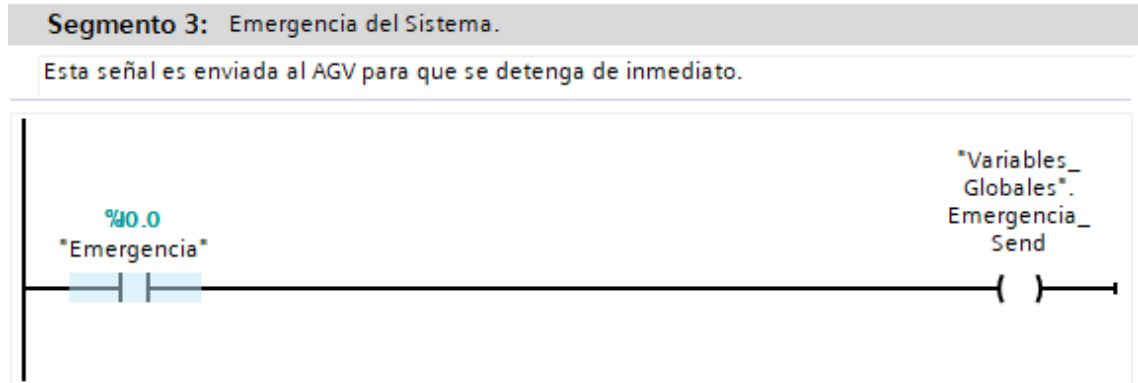 Segmento 3: Emergencia del Sistema.
Esta señal es enviada al AGV para que se detenga de inmediato.
"Variables_
Globales".
Emergencia_
Send
%I0.0
"Emergencia"